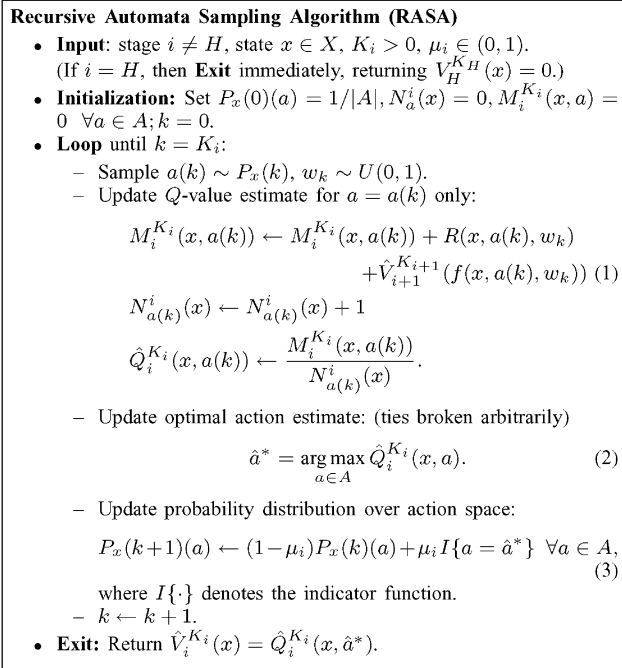 Recursive Automata Sampling Algorithm (RASA)
• Input: stage i ≠ H, state x ∈ X, K_i > 0, μ_i ∈ (0, 1).
(If i = H, then Exit immediately, returning V_H^{K_H}(x) = 0.)
• Initialization: Set P_x(0)(a) = 1/|A|, N_a^i(x) = 0, M_i^{K_i}(x, a) =
0 ∀a ∈ A; k = 0.
• Loop until k = K_i:
– Sample a(k) ∼ P_x(k), w_k ∼ U(0, 1).
– Update Q-value estimate for a = a(k) only:
M_i^{K_i}(x, a(k)) ← M_i^{K_i}(x, a(k)) + R(x, a(k), w_k)
+V̂_{i+1}^{K_{i+1}}(f(x, a(k), w_k)) (1)
N_{a(k)}^i(x) ← N_{a(k)}^i(x) + 1
Q̂_i^{K_i}(x, a(k)) ← \frac{M_i^{K_i}(x, a(k))}{N_{a(k)}^i(x)}.
– Update optimal action estimate: (ties broken arbitrarily)
â* = arg max_{a∈A} Q̂_i^{K_i}(x, a). (2)
– Update probability distribution over action space:
P_x(k+1)(a) ← (1−μ_i)P_x(k)(a)+μ_i I{a = â*} ∀a ∈ A,
(3)
where I{·} denotes the indicator function.
– k ← k + 1.
• Exit: Return V̂_i^{K_i}(x) = Q̂_i^{K_i}(x, â*).